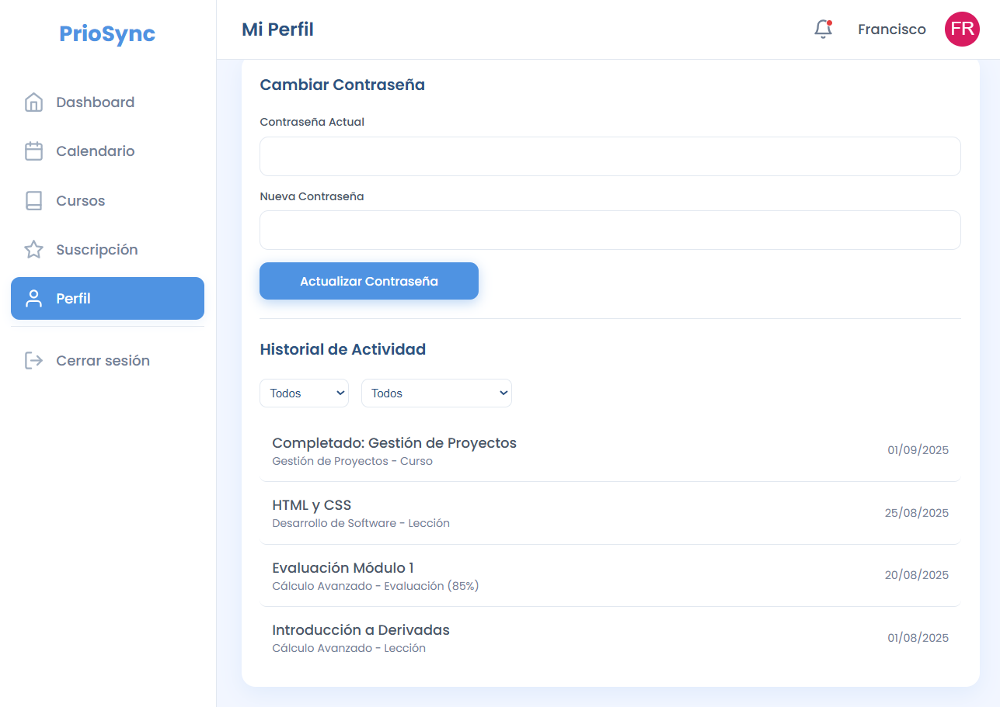 PrioSync
Dashboard
Calendario
Cursos
Suscripción
Perfil
Cerrar sesión
Mi Perfil
Francisco
FR
Cambiar Contraseña
Contraseña Actual
Nueva Contraseña
Actualizar Contraseña
Historial de Actividad
Todos
Todos
Completado: Gestión de Proyectos
Gestión de Proyectos - Curso
01/09/2025
HTML y CSS
Desarrollo de Software - Lección
25/08/2025
Evaluación Módulo 1
Cálculo Avanzado - Evaluación (85%)
20/08/2025
Introducción a Derivadas
Cálculo Avanzado - Lección
01/08/2025